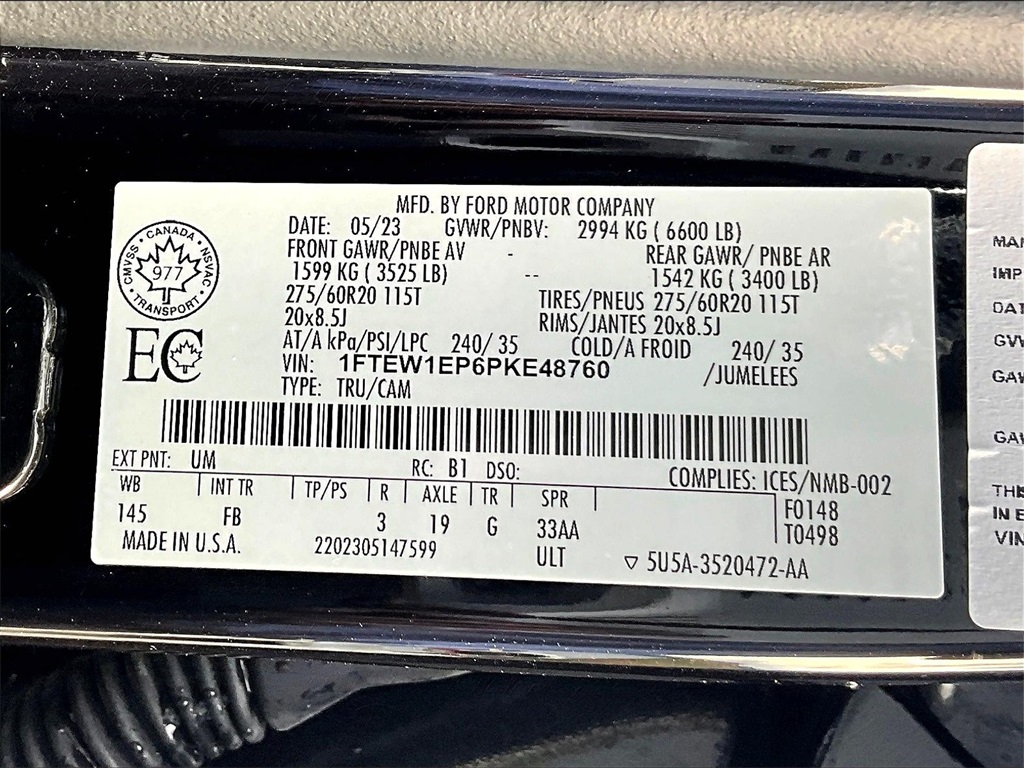 MFD. BY FORD MOTOR COMPANY
DATE: 05/23 GVWR/PNBV: 2994 KG ( 6600 LB)
FRONT GAWR/PNBE AV - REAR GAWR/ PNBE AR
1599 KG ( 3525 LB) -- 1542 KG ( 3400 LB)
275/60R20 115T TIRES/PNEUS 275/60R20 115T
20x8.5J RIMS/JANTES 20x8.5J
AT/A kPa/PSI/LPC 240/ 35 COLD/A FROID 240/ 35
VIN: 1FTEW1EP6PKE48760 /JUMELEES
TYPE: TRU/CAM
CANADA
CMVSS · NSVAC
977
TRANSPORT
EC
EXT PNT: UM RC: B1 DSO: COMPLIES: ICES/NMB-002
WB INT TR TP/PS R AXLE TR SPR F0148
145 FB 3 19 G 33AA T0498
MADE IN U.S.A. 2202305147599 ULT ▽ 5U5A-3520472-AA
IMP
GAW
IN E
VIN